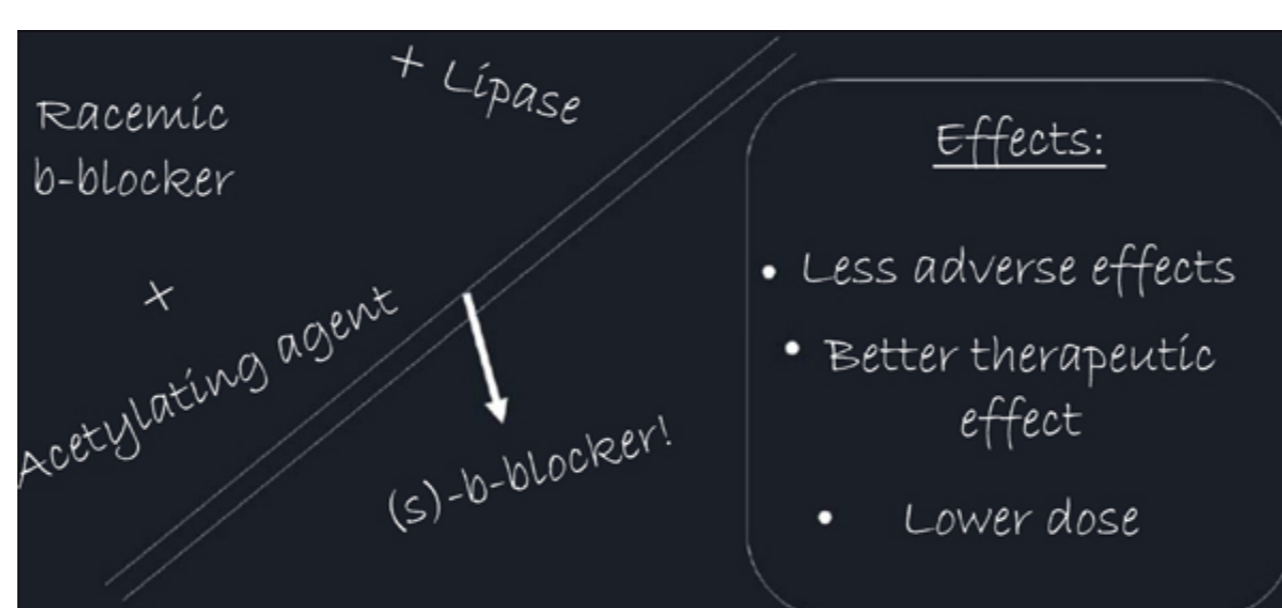 + Lipase
Racemic
b-blocker
+
Acetylating agent
(s)-b-blocker!
Effects:
• Less adverse effects
• Better therapeutic
effect
• Lower dose